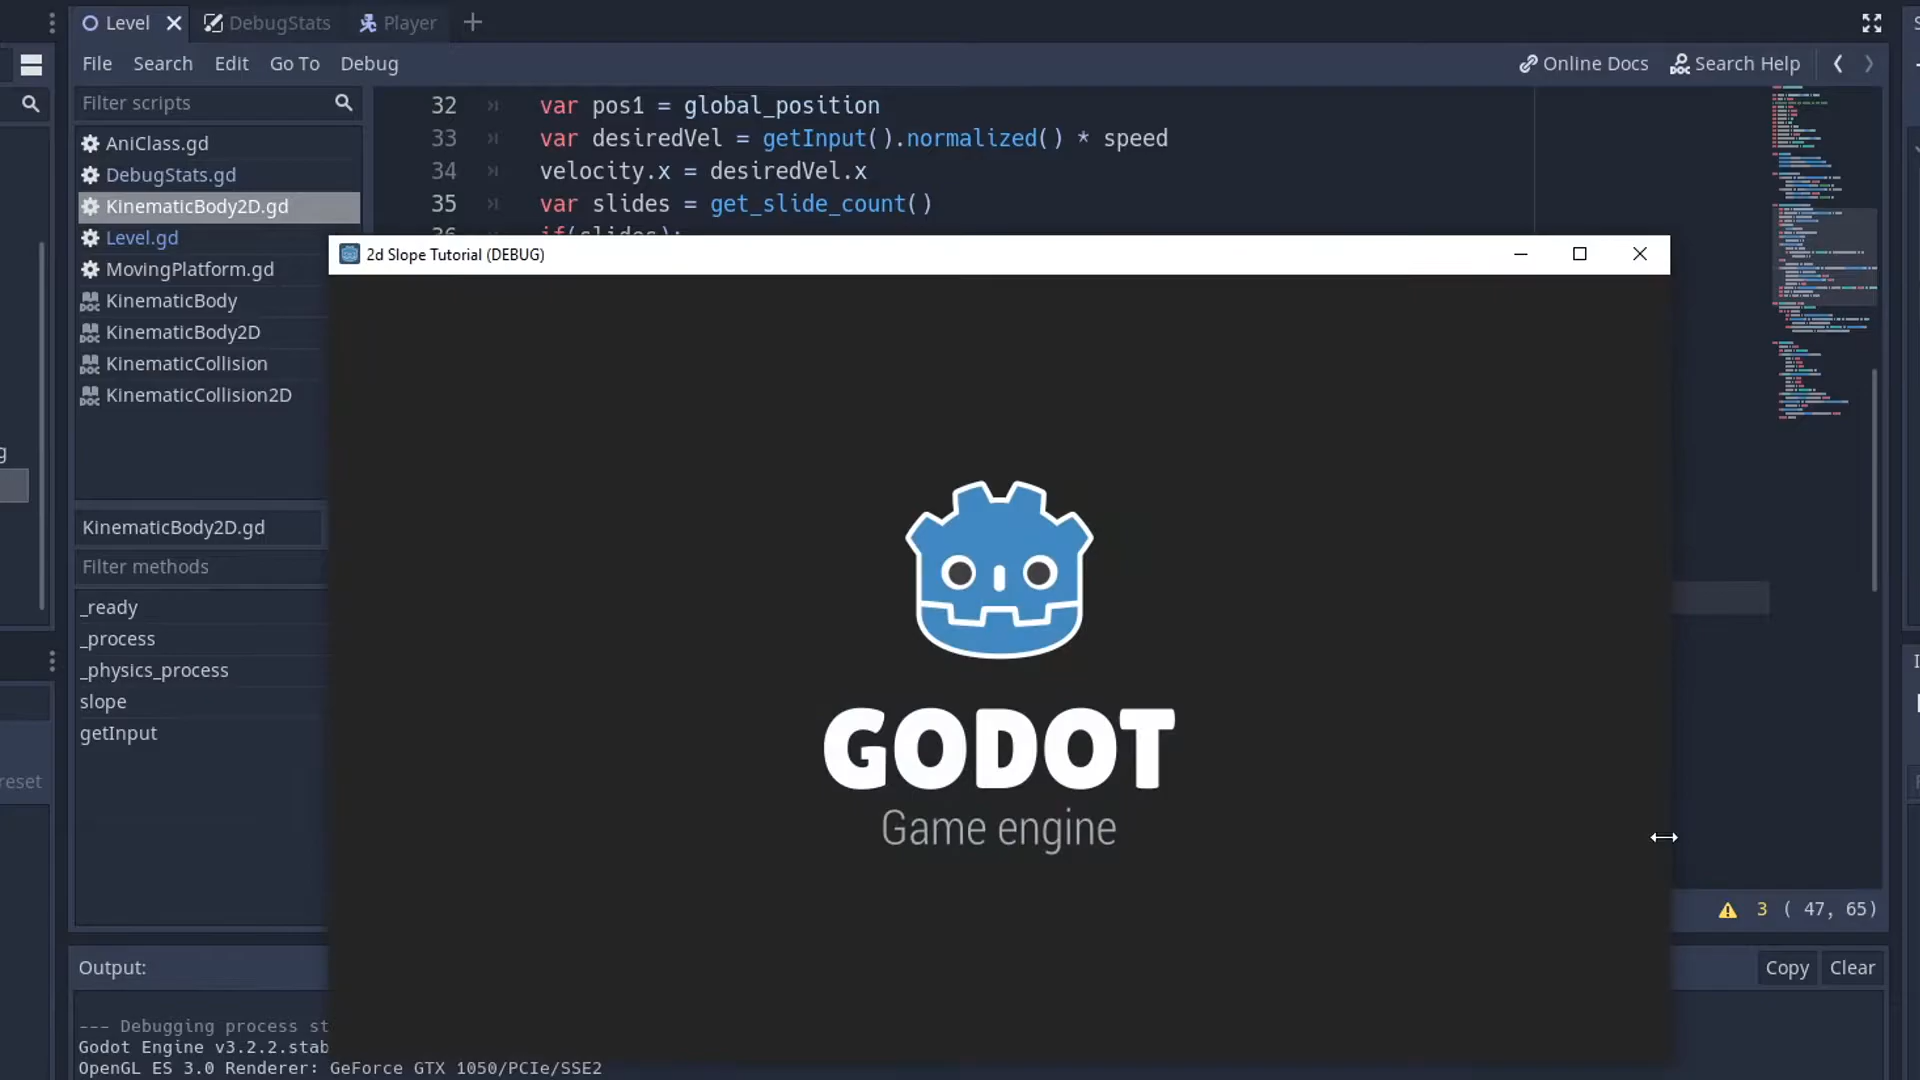 Level
DebugStats
Player
File
Search
Edit
Go To
Debug
Online Docs
Search Help
Filter scripts
AniClass.gd
DebugStats.gd
KinematicBody2D.gd
Level.gd
MovingPlatform.gd
KinematicBody
KinematicBody2D
KinematicCollision
KinematicCollision2D
32 var pos1 = global_position
33 var desiredVel = getInput().normalized() * speed
34 velocity.x = desiredVel.x
35 var slides = get_slide_count()
36 if(slides):
2d Slope Tutorial (DEBUG)
GODOT
Game engine
g
reset
KinematicBody2D.gd
Filter methods
_ready
_process
_physics_process
slope
getInput
3 ( 47, 65)
Output:
Copy
Clear
--- Debugging process st
Godot Engine v3.2.2.stab
OpenGL ES 3.0 Renderer: GeForce GTX 1050/PCIe/SSE2